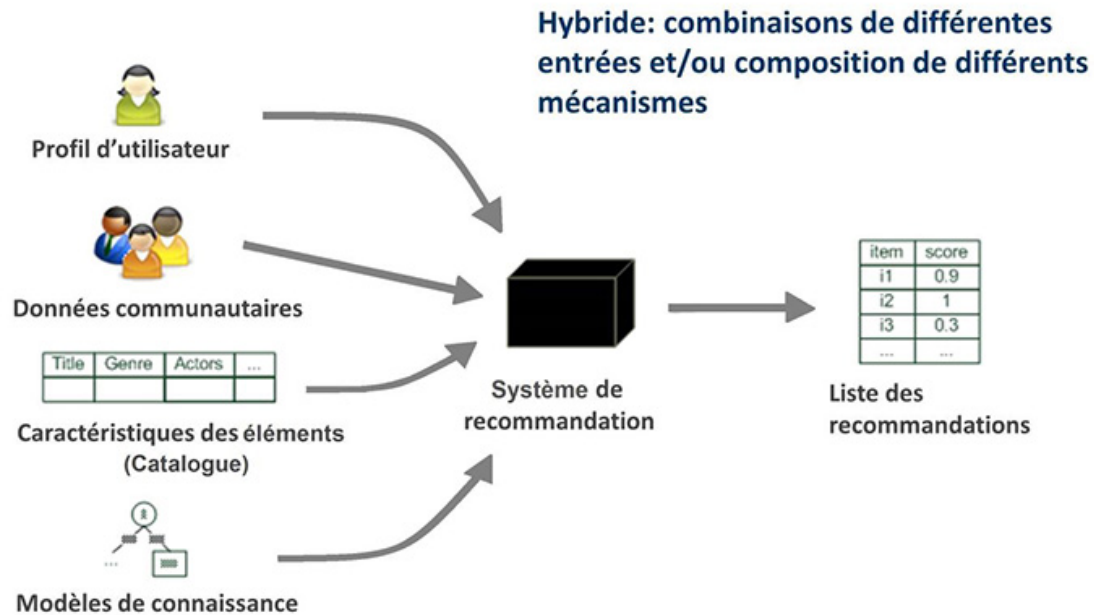 Hybride: combinaisons de différentes
entrées et/ou composition de différents
mécanismes
Profil d'utilisateur
Données communautaires
Title Genre Actors ...
Caractéristiques des éléments
(Catalogue)
...
Modèles de connaissance
Système de
recommandation
item score
i1 0.9
i2 1
i3 0.3
... ...
Liste des
recommandations